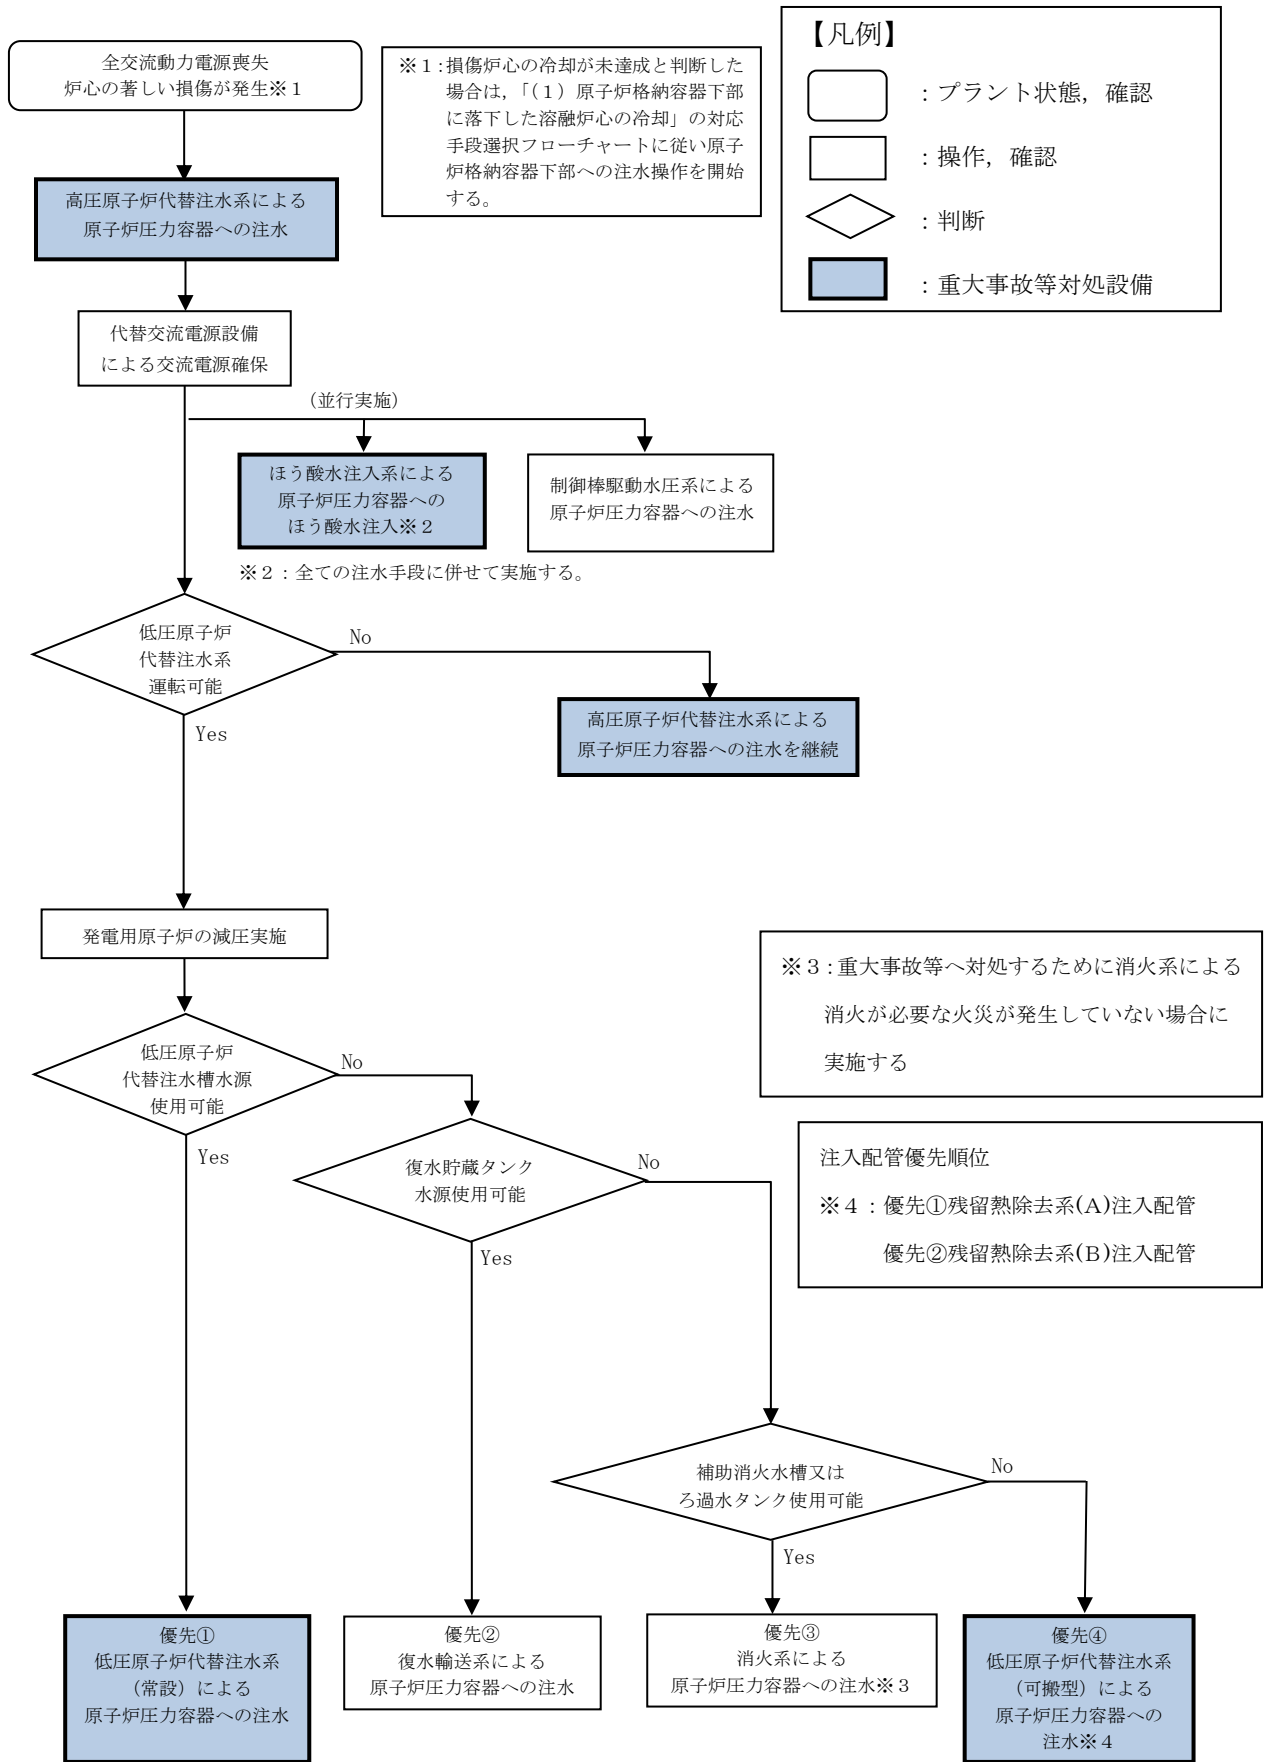 全交流動力電源喪失
炉心の著しい損傷が発生※1
※1：損傷炉心の冷却が未達成と判断した
場合は，「(1）原子炉格納容器下部
に落下した溶融炉心の冷却」の対応
手段選択フローチャートに従い原子
炉格納容器下部への注水操作を開始
する。
【凡例】
：プラント状態，確認
：操作，確認
：判断
：重大事故等対処設備
高圧原子炉代替注水系による
原子炉圧力容器への注水
代替交流電源設備
による交流電源確保
（並行実施）
ほう酸水注入系による
原子炉圧力容器への
ほう酸水注入※2
制御棒駆動水圧系による
原子炉圧力容器への注水
※2：全ての注水手段に併せて実施する。
低圧原子炉
代替注水系
運転可能
No
Yes
高圧原子炉代替注水系による
原子炉圧力容器への注水を継続
発電用原子炉の減圧実施
※3：重大事故等へ対処するために消火系による
消火が必要な火災が発生していない場合に
実施する
低圧原子炉
代替注水槽水源
使用可能
No
Yes
注入配管優先順位
※4：優先①残留熱除去系(A)注入配管
優先②残留熱除去系(B)注入配管
復水貯蔵タンク
水源使用可能
No
Yes
補助消火水槽又は
ろ過水タンク使用可能
No
Yes
優先①
低圧原子炉代替注水系
（常設）による
原子炉圧力容器への注水
優先②
復水輸送系による
原子炉圧力容器への注水
優先③
消火系による
原子炉圧力容器への注水※3
優先④
低圧原子炉代替注水系
（可搬型）による
原子炉圧力容器への
注水※4